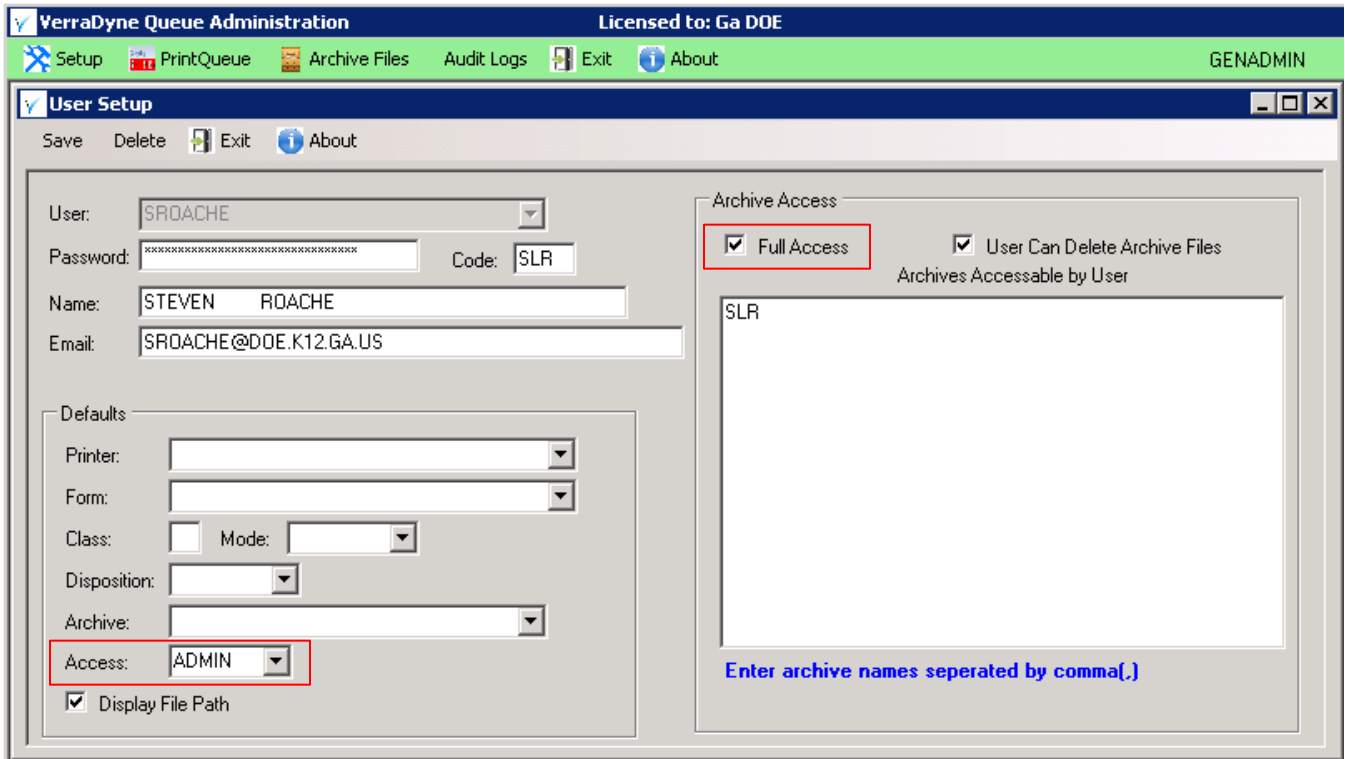 VerraDyne Queue Administration Licensed to: Ga DOE
Setup PrintQueue Archive Files Audit Logs Exit About GENADMIN
User Setup
Save Delete Exit About
User: SROACHE
Password: ******************************** Code: SLR
Name: STEVEN ROACHE
Email: SROACHE@DOE.K12.GA.US
Defaults
Printer:
Form:
Class: Mode:
Disposition:
Archive:
Access: ADMIN
Display File Path
Archive Access
Full Access User Can Delete Archive Files
Archives Accessable by User
SLR
Enter archive names seperated by comma(,)